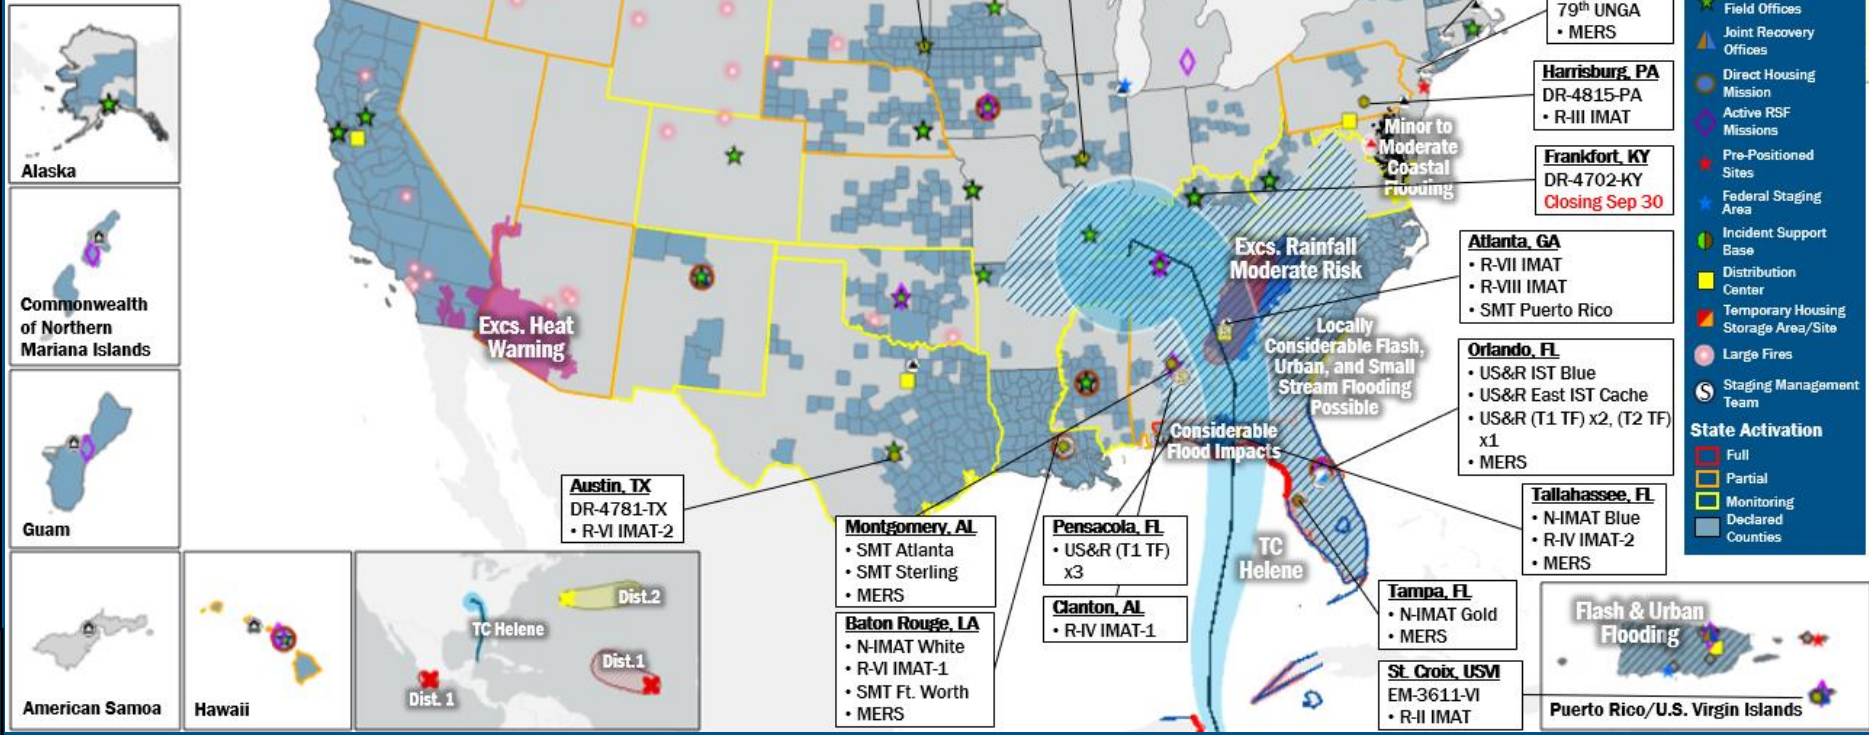 Alaska
Commonwealth
of Northern
Mariana Islands
Guam
American Samoa
Hawaii
TC Helene
Dist. 1
Dist.2
Dist.1
Excs. Heat
Warning
Excs. Rainfall
Moderate Risk
Minor to
Moderate
Coastal
Flooding
Locally
Considerable Flash,
Urban, and Small
Stream Flooding
Possible
Considerable
Flood Impacts
TC
Helene
Austin, TX
DR-4781-TX
• R-VI IMAT-2
Montgomery, AL
• SMT Atlanta
• SMT Sterling
• MERS
Baton Rouge, LA
• N-IMAT White
• R-VI IMAT-1
• SMT Ft. Worth
• MERS
Pensacola, FL
• US&R (T1 TF)
x3
Clanton, AL
• R-IV IMAT-1
79th UNGA
• MERS
Harrisburg, PA
DR-4815-PA
• R-III IMAT
Frankfort, KY
DR-4702-KY
Closing Sep 30
Atlanta, GA
• R-VII IMAT
• R-VIII IMAT
• SMT Puerto Rico
Orlando, FL
• US&R IST Blue
• US&R East IST Cache
• US&R (T1 TF) x2, (T2 TF)
x1
• MERS
Tallahassee, FL
• N-IMAT Blue
• R-IV IMAT-2
• MERS
Tampa, FL
• N-IMAT Gold
• MERS
St. Croix, USVI
EM-3611-VI
• R-II IMAT
Flash & Urban
Flooding
Puerto Rico/U.S. Virgin Islands
Field Offices
Joint Recovery
Offices
Direct Housing
Mission
Active RSF
Missions
Pre-Positioned
Sites
Federal Staging
Area
Incident Support
Base
Distribution
Center
Temporary Housing
Storage Area/Site
Large Fires
S
Staging Management
Team
State Activation
Full
Partial
Monitoring
Declared
Counties